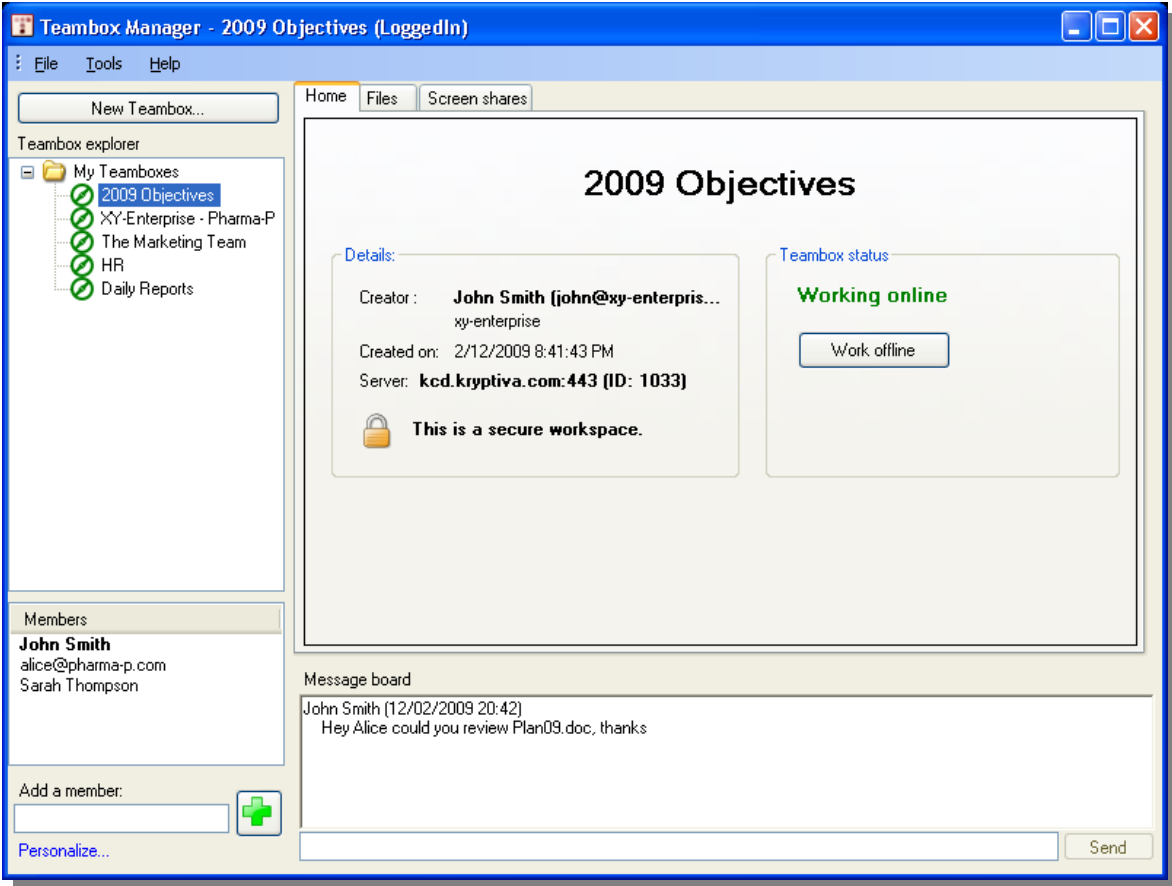 Teambox Manager - 2009 Objectives (LoggedIn)
File Tools Help
New Teambox...
Teambox explorer
My Teamboxes
2009 Objectives
XY-Enterprise - Pharma-P
The Marketing Team
HR
Daily Reports
Members
John Smith
alice@pharma-p.com
Sarah Thompson
Add a member:
Personalize...
Home Files Screen shares
2009 Objectives
Details:
Creator : John Smith (john@xy-enterpris...
xy-enterprise
Created on: 2/12/2009 8:41:43 PM
Server: kcd.kryptiva.com:443 (ID: 1033)
This is a secure workspace.
Teambox status
Working online
Work offline
Message board
John Smith (12/02/2009 20:42)
Hey Alice could you review Plan09.doc, thanks
Send